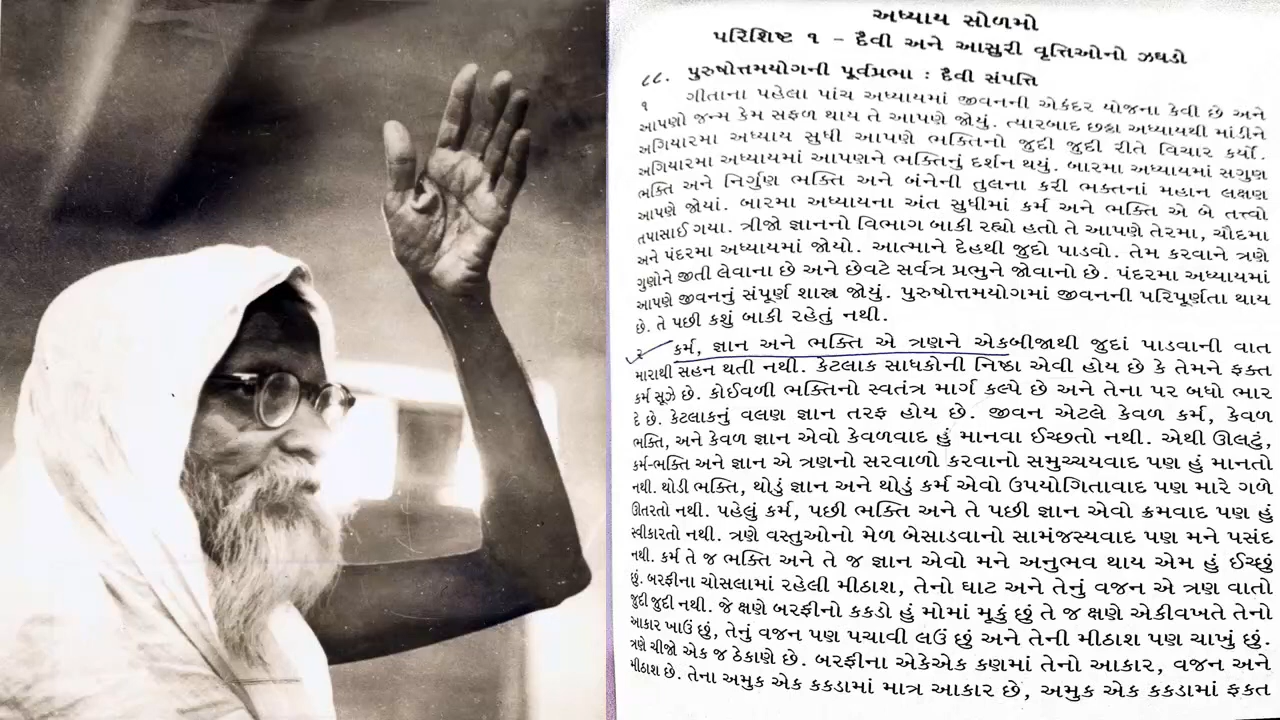 અધ્યાય સોળમો
પરિશિષ્ટ ૧ – દૈવી અને આસુરી વૃત્તિઓનો ઝઘડો
૮૮. પુરુષોત્તમયોગની પૂર્વપ્રભા : દૈવી સંપત્તિ
૧ ગીતાના પહેલા પાંચ અધ્યાયમાં જીવનની એકંદર યોજના કેવી છે અને
આપણો જન્મ કેમ સફળ થાય તે આપણે જોયું. ત્યારબાદ છઠ્ઠા અધ્યાયથી માંડીને
અગિયારમા અધ્યાય સુધી આપણે ભક્તિનો જુદી જુદી રીતે વિચાર કર્યો.
અગિયારમા અધ્યાયમાં આપણને ભક્તિનું દર્શન થયું. બારમા અધ્યાયમાં સગુણ
ભક્તિ અને નિર્ગુણ ભક્તિ અને બંનેની તુલના કરી ભક્તનાં મહાન લક્ષણ
આપણે જોયાં. બારમા અધ્યાયના અંત સુધીમાં કર્મ અને ભક્તિ એ બે તત્ત્વો
તપાસાઈ ગયા. ત્રીજો જ્ઞાનનો વિભાગ બાકી રહ્યો હતો તે આપણે તેરમા, ચૌદમા
અને પંદરમા અધ્યાયમાં જોયો. આત્માને દેહથી જુદો પાડવો. તેમ કરવાને ત્રણે
ગુણોને જીતી લેવાના છે અને છેવટે સર્વત્ર પ્રભુને જોવાનો છે. પંદરમા અધ્યાયમાં
આપણે જીવનનું સંપૂર્ણ શાસ્ત્ર જોયું. પુરુષોત્તમયોગમાં જીવનની પરિપૂર્ણતા થાય
છે. તે પછી કશું બાકી રહેતું નથી.
૨ કર્મ, જ્ઞાન અને ભક્તિ એ ત્રણને એકબીજાથી જુદાં પાડવાની વાત
મારાથી સહન થતી નથી. કેટલાક સાધકોની નિષ્ઠા એવી હોય છે કે તેમને ફક્ત
કર્મ સૂઝે છે. કોઈવળી ભક્તિનો સ્વતંત્ર માર્ગ કલ્પે છે અને તેના પર બધો ભાર
દે છે. કેટલાકનું વલણ જ્ઞાન તરફ હોય છે. જીવન એટલે કેવળ કર્મ, કેવળ
ભક્તિ, અને કેવળ જ્ઞાન એવો કેવળવાદ હું માનવા ઈચ્છતો નથી. એથી ઊલટું,
કર્મ-ભક્તિ અને જ્ઞાન એ ત્રણનો સરવાળો કરવાનો સમુચ્ચયવાદ પણ હું માનતો
નથી. થોડી ભક્તિ, થોડું જ્ઞાન અને થોડું કર્મ એવો ઉપયોગિતાવાદ પણ મારે ગળે
ઊતરતો નથી. પહેલું કર્મ, પછી ભક્તિ અને તે પછી જ્ઞાન એવો ક્રમવાદ પણ હું
સ્વીકારતો નથી. ત્રણે વસ્તુઓનો મેળ બેસાડવાનો સામંજસ્યવાદ પણ મને પસંદ
નથી. કર્મ તે જ ભક્તિ અને તે જ જ્ઞાન એવો મને અનુભવ થાય એમ હું ઈચ્છું
છું. બરફીના ચોસલામાં રહેલી મીઠાશ, તેનો ઘાટ અને તેનું વજન એ ત્રણ વાતો
જુદી જુદી નથી. જે ક્ષણે બરફીનો કકડો હું મોમાં મૂકું છું તે જ ક્ષણે એકીવખતે તેનો
આકાર ખાઉં છું, તેનું વજન પણ પચાવી લઉં છું અને તેની મીઠાશ પણ ચાખું છું.
ત્રણે ચીજો એક જ ઠેકાણે છે. બરફીના એકેએક કણમાં તેનો આકાર, વજન અને
મીઠાશ છે. તેના અમુક એક કકડામાં માત્ર આકાર છે, અમુક એક કકડામાં ફકત